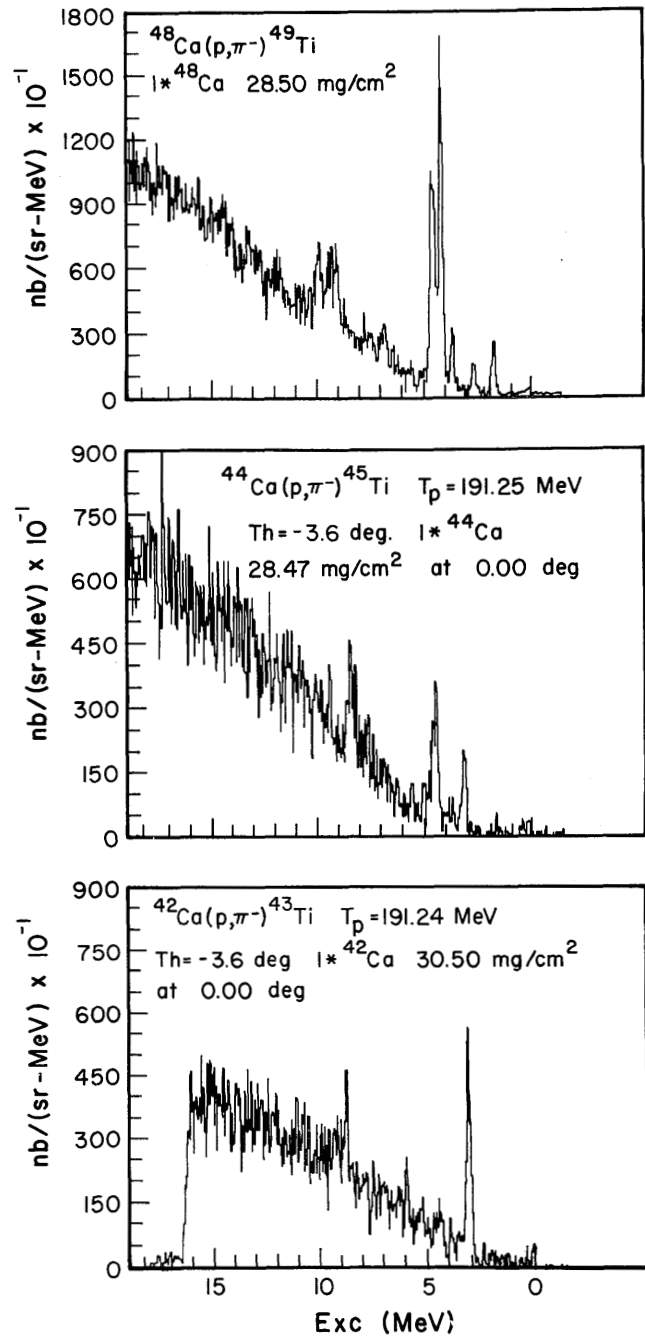 1800
1500
1200
900
600
300
0
nb/(sr-MeV) x 10⁻¹
⁴⁸Ca(p,π⁻)⁴⁹Ti
I* ⁴⁸Ca 28.50 mg/cm²
900
750
600
450
300
150
0
nb/(sr-MeV) x 10⁻¹
⁴⁴Ca(p,π⁻)⁴⁵Ti Tₚ=191.25 MeV
Th=-3.6 deg. I* ⁴⁴Ca
28.47 mg/cm² at 0.00 deg
900
750
600
450
300
150
0
nb/(sr-MeV) x 10⁻¹
⁴²Ca(p,π⁻)⁴³Ti Tₚ=191.24 MeV
Th=-3.6 deg I* ⁴²Ca 30.50 mg/cm²
at 0.00 deg
15 10 5 0
Exc (MeV)